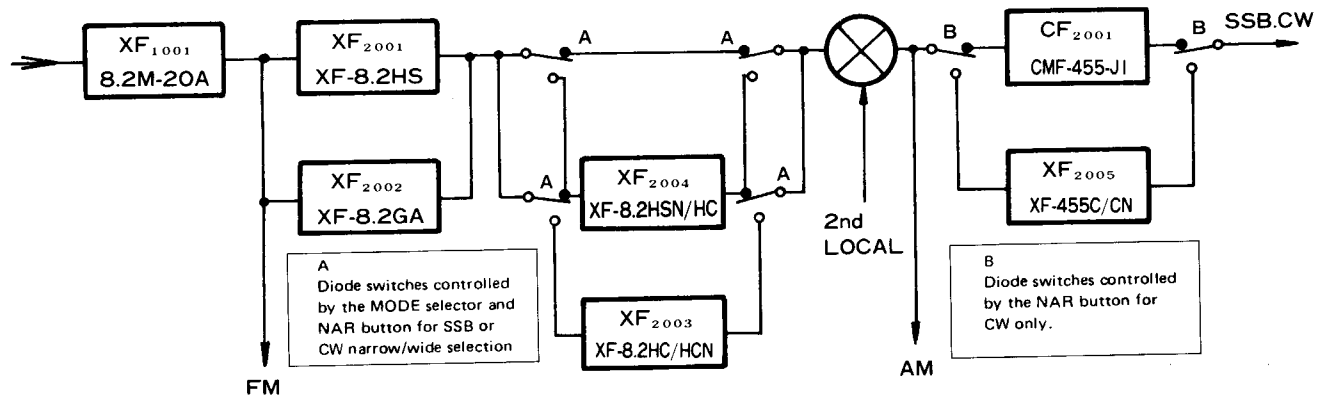 XF1001
8.2M-20A
XF2001
XF-8.2HS
XF2002
XF-8.2GA
FM
A
A
A
A
XF2004
XF-8.2HSN/HC
XF2003
XF-8.2HC/HCN
A
Diode switches controlled
by the MODE selector and
NAR button for SSB or
CW narrow/wide selection
2nd
LOCAL
AM
B
CF2001
CMF-455-J1
B
SSB.CW
XF2005
XF-455C/CN
B
Diode switches controlled
by the NAR button for
CW only.